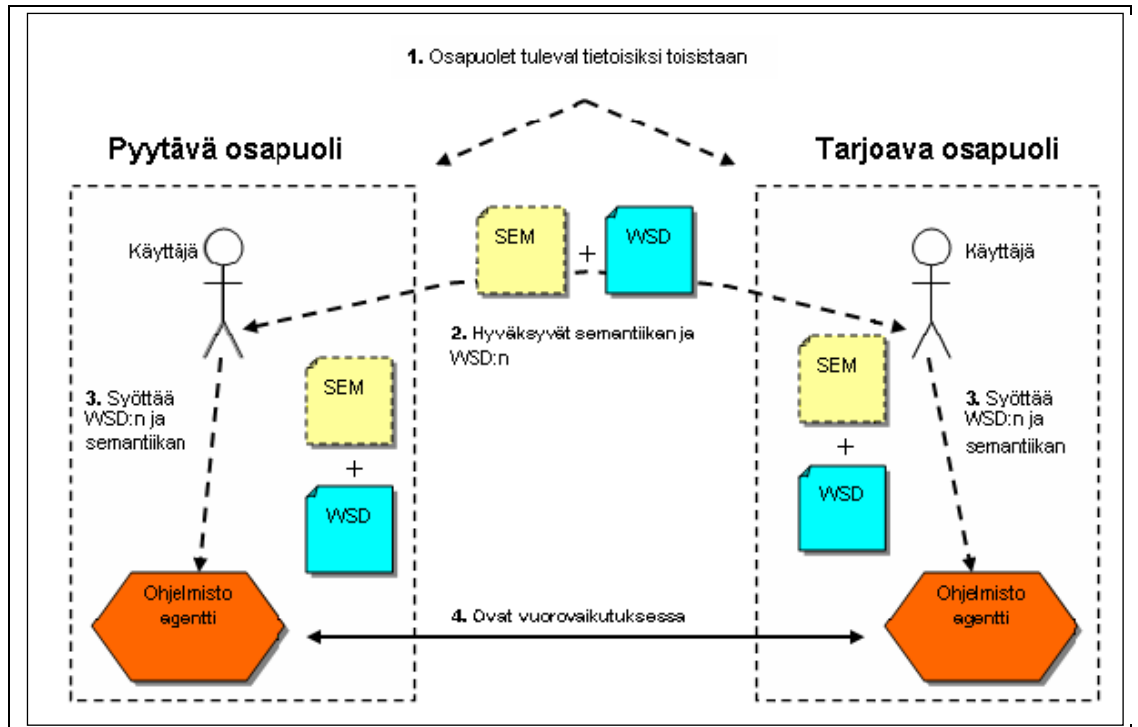 1. Osapuolet tulevat tietoisiksi toisistaan
Pyytävä osapuoli
Tarjoava osapuoli
Käyttäjä
SEM
+
WSD
Käyttäjä
2. Hyväksyvät semantiikan ja
WSD:n
3. Syöttää
WSD:n ja
semantiikan
SEM
+
WSD
SEM
+
WSD
3. Syöttää
WSD:n ja
semantiikan
Ohjelmisto
agentti
4. Ovat vuorovaikutuksessa
Ohjelmisto
agentti